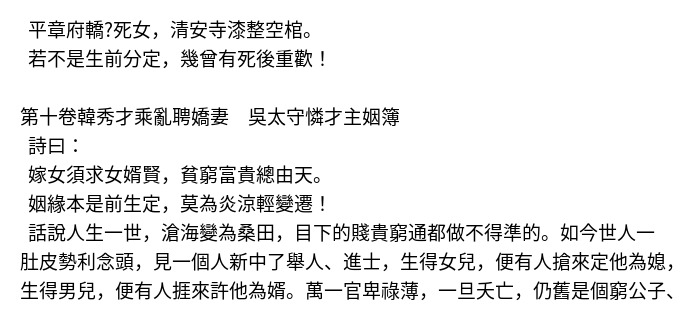 平章府轎?死女，清安寺漆整空棺。
若不是生前分定，幾曾有死後重歡！
第十卷韓秀才乘亂聘嬌妻　吳太守憐才主姻簿
詩曰：
嫁女須求女婿賢，貧窮富貴總由天。
姻緣本是前生定，莫為炎涼輕變遷！
話說人生一世，滄海變為桑田，目下的賤貴窮通都做不得準的。如今世人一
肚皮勢利念頭，見一個人新中了舉人、進士，生得女兒，便有人搶來定他為媳，
生得男兒，便有人捱來許他為婿。萬一官卑祿薄，一旦夭亡，仍舊是個窮公子、